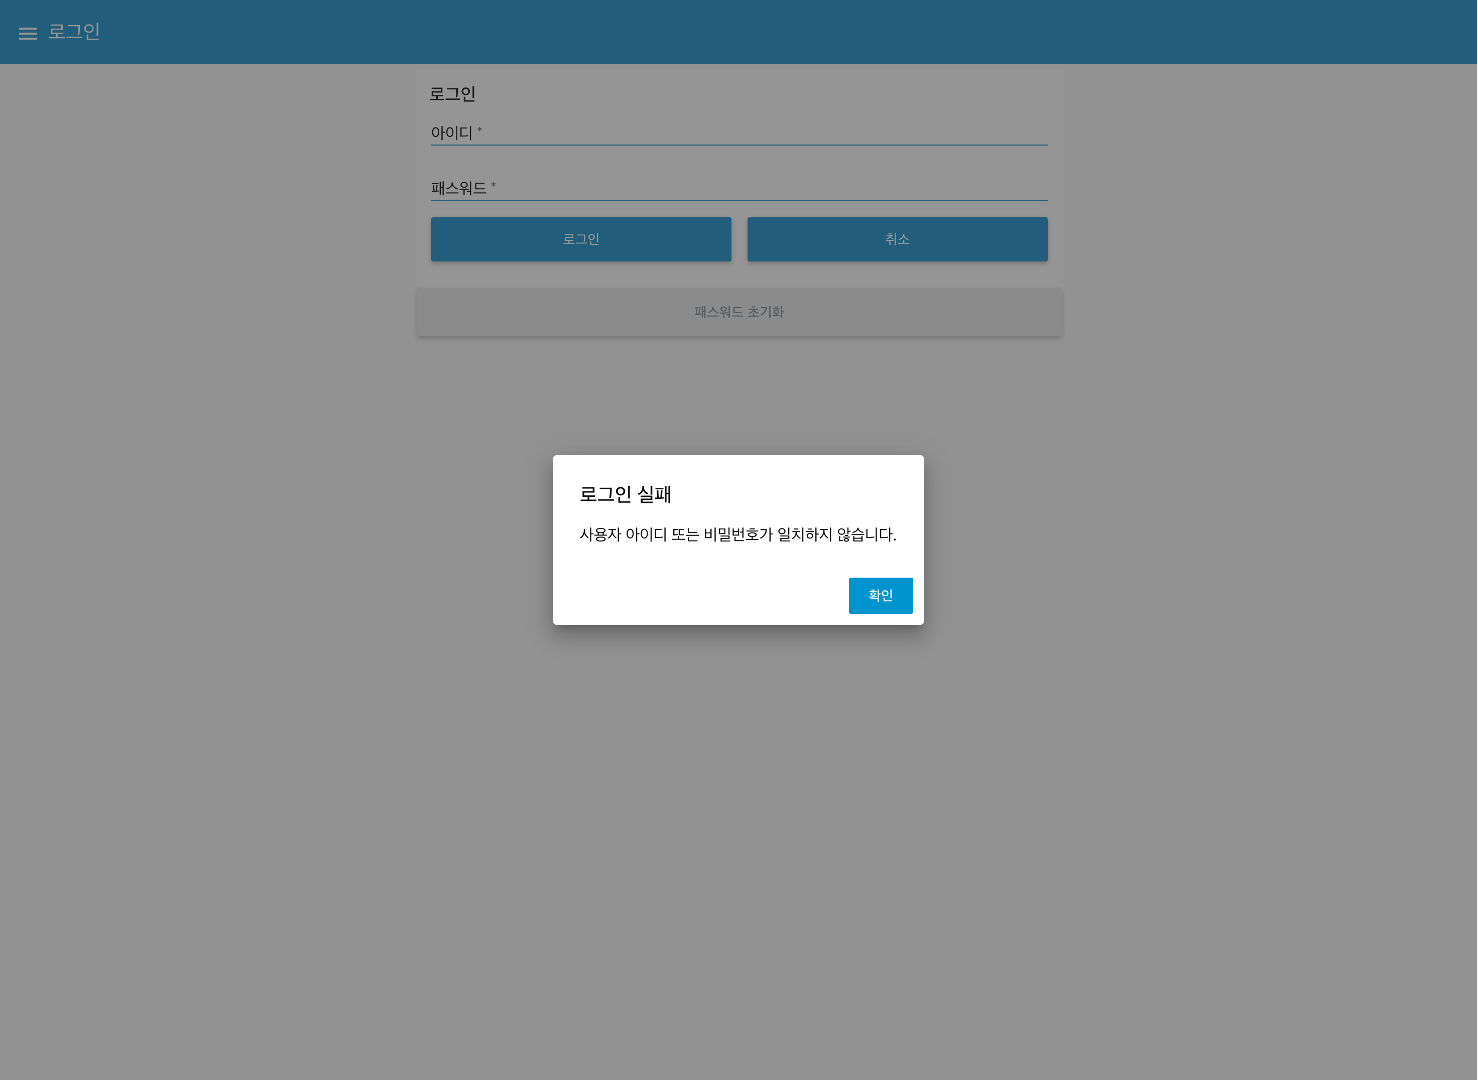 로그인
로그인
아이디 *
패스워드 *
로그인 취소
패스워드 초기화
로그인 실패
사용자 아이디 또는 비밀번호가 일치하지 않습니다.
확인